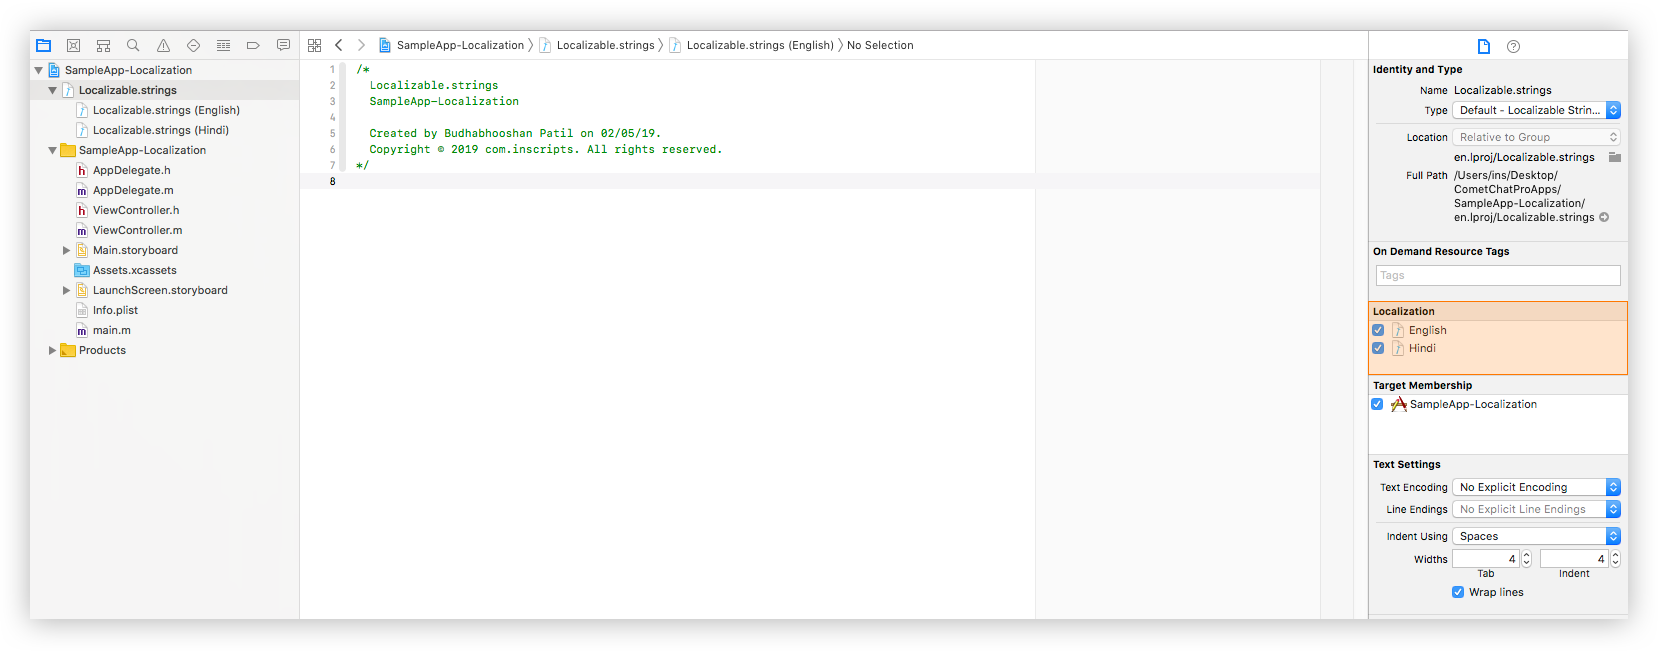 SampleApp-Localization
Localizable.strings
Localizable.strings (English)
Localizable.strings (Hindi)
SampleApp-Localization
AppDelegate.h
AppDelegate.m
ViewController.h
ViewController.m
Main.storyboard
Assets.xcassets
LaunchScreen.storyboard
Info.plist
main.m
Products
SampleApp-Localization Localizable.strings Localizable.strings (English) No Selection
1 /*
2 Localizable.strings
3 SampleApp-Localization
4
5 Created by Budhabhooshan Patil on 02/05/19.
6 Copyright © 2019 com.inscripts. All rights reserved.
7 */
8
Identity and Type
Name Localizable.strings
Type Default - Localizable Strin...
Location Relative to Group
en.lproj/Localizable.strings
Full Path /Users/ins/Desktop/
CometChatProApps/
SampleApp-Localization/
en.lproj/Localizable.strings
On Demand Resource Tags
Tags
Localization
English
Hindi
Target Membership
SampleApp-Localization
Text Settings
Text Encoding No Explicit Encoding
Line Endings No Explicit Line Endings
Indent Using Spaces
Widths 4 4
Tab Indent
Wrap lines